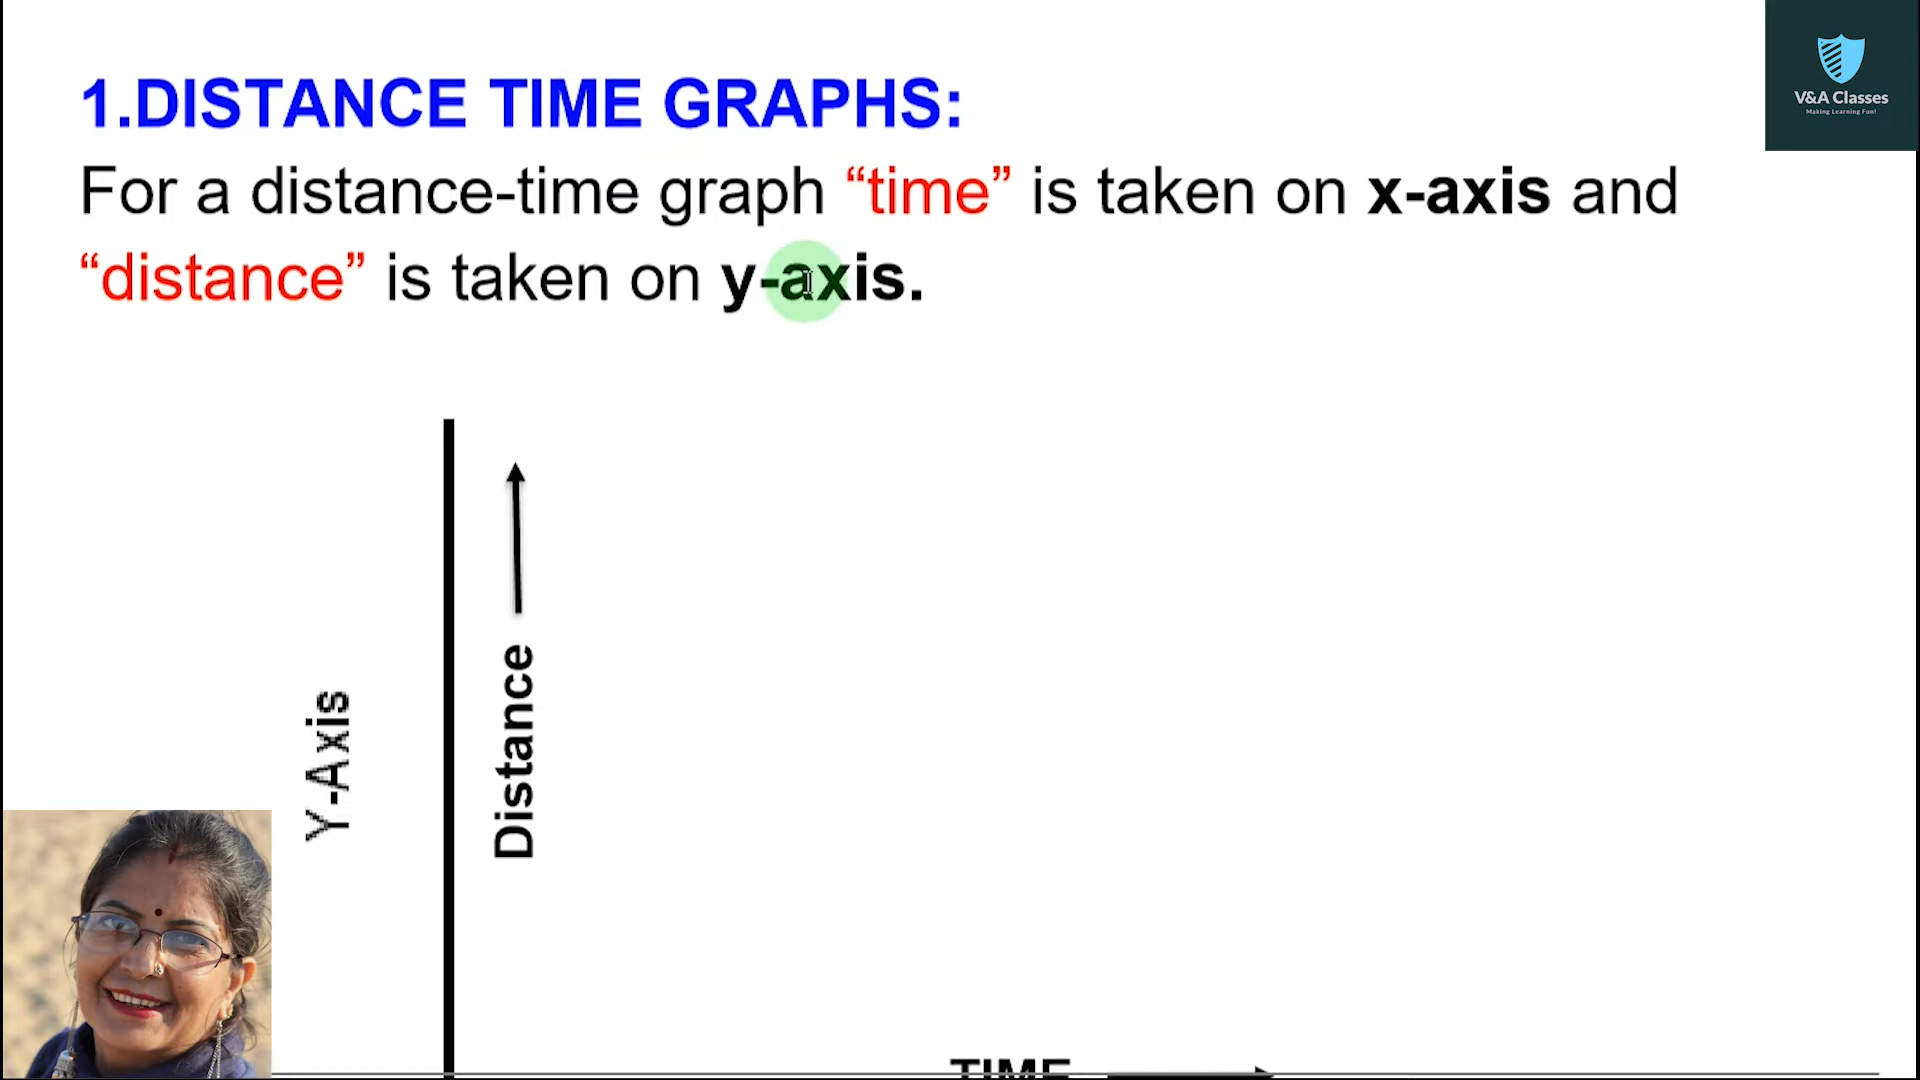 V&A Classes
Making Learning Fun!
1.DISTANCE TIME GRAPHS:
For a distance-time graph “time” is taken on x-axis and
“distance” is taken on y-axis.
Y-Axis
Distance
TIME